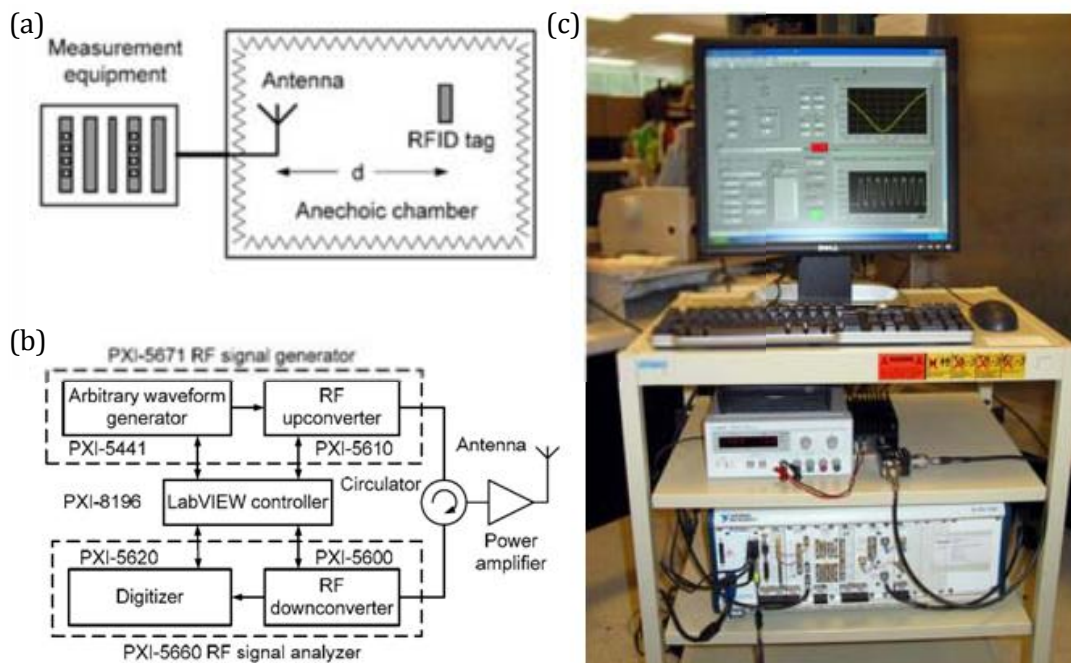 (a)
Measurement
equipment
Antenna
RFID tag
d
Anechoic chamber
(b)
PXI-5671 RF signal generator
Arbitrary waveform
generator
RF
upconverter
PXI-5441
PXI-5610
Antenna
PXI-8196
LabVIEW controller
Circulator
PXI-5620
PXI-5600
Power
amplifier
Digitizer
RF
downconverter
PXI-5660 RF signal analyzer
(c)
DELL